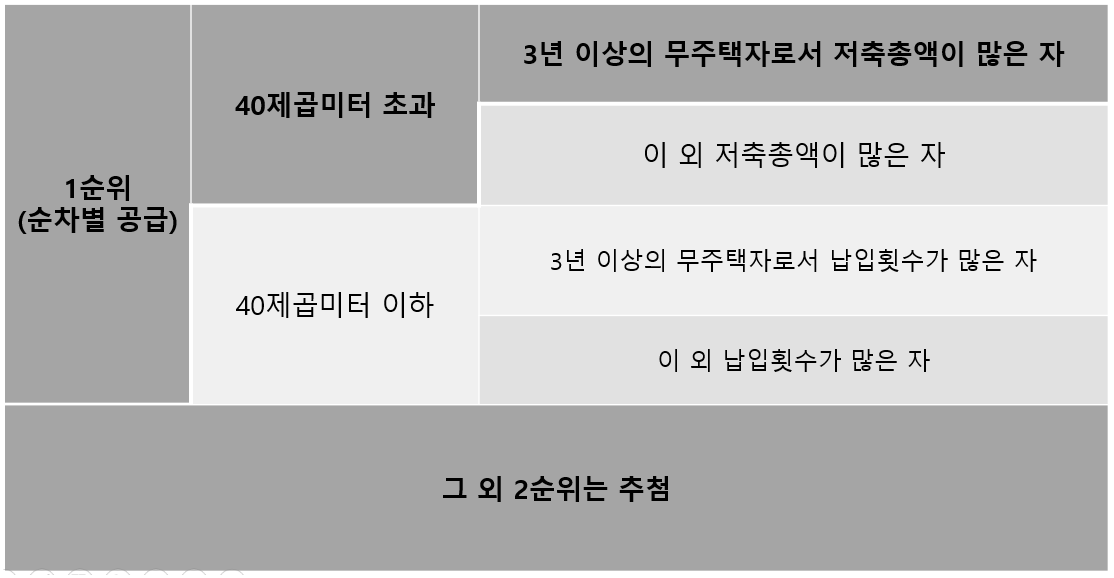 3년 이상의 무주택자로서 저축총액이 많은 자
40제곱미터 초과
이 외 저축총액이 많은 자
1순위
(순차별 공급)
3년 이상의 무주택자로서 납입횟수가 많은 자
40제곱미터 이하
이 외 납입횟수가 많은 자
그 외 2순위는 추첨